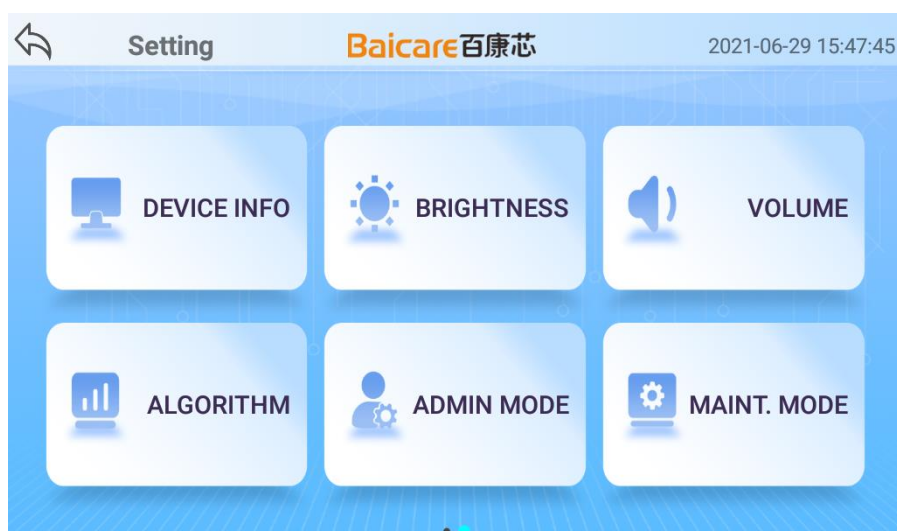 Setting Baicare百康芯 2021-06-29 15:47:45
DEVICE INFO BRIGHTNESS VOLUME
ALGORITHM ADMIN MODE MAINT. MODE